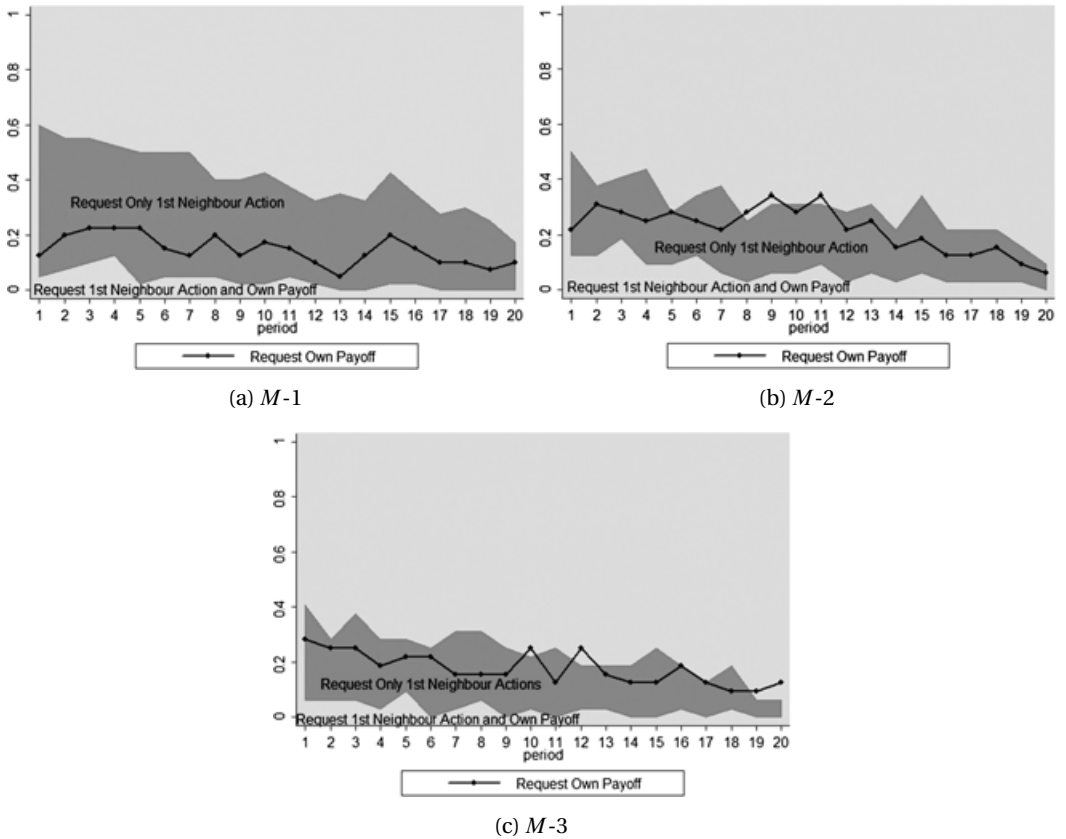 1
0.8
0.6
0.4
0.2
0
Request Only 1st Neighbour Action
Request 1st Neighbour Action and Own Payoff
1 2 3 4 5 6 7 8 9 10 11 12 13 14 15 16 17 18 19 20
period
Request Own Payoff
(a) M-1
1
0.8
0.6
0.4
0.2
0
Request Only 1st Neighbour Action
Request 1st Neighbour Action and Own Payoff
1 2 3 4 5 6 7 8 9 10 11 12 13 14 15 16 17 18 19 20
period
Request Own Payoff
(b) M-2
1
0.8
0.6
0.4
0.2
0
Request Only 1st Neighbour Actions
Request 1st Neighbour Action and Own Payoff
1 2 3 4 5 6 7 8 9 10 11 12 13 14 15 16 17 18 19 20
period
Request Own Payoff
(c) M-3